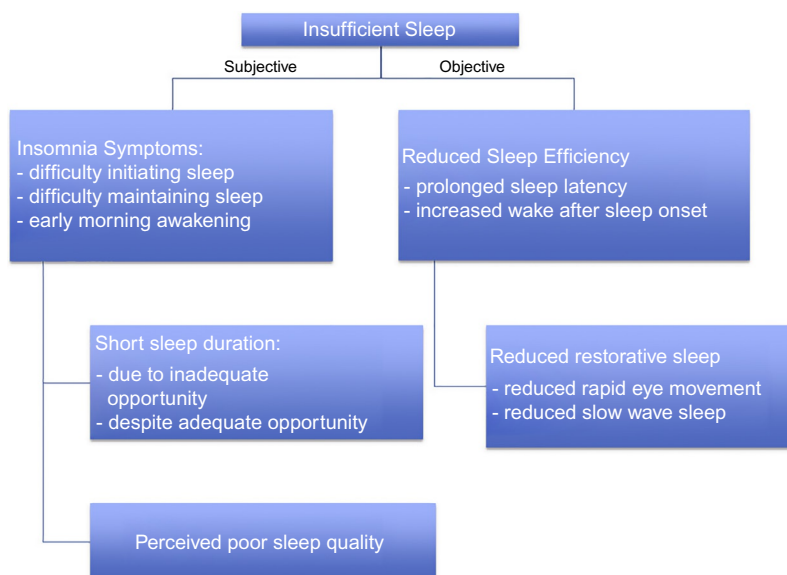 Insufficient Sleep
Subjective
Objective
Insomnia Symptoms:
- difficulty initiating sleep
- difficulty maintaining sleep
- early morning awakening
Reduced Sleep Efficiency
- prolonged sleep latency
- increased wake after sleep onset
Short sleep duration:
- due to inadequate
opportunity
- despite adequate opportunity
Reduced restorative sleep
- reduced rapid eye movement
- reduced slow wave sleep
Perceived poor sleep quality